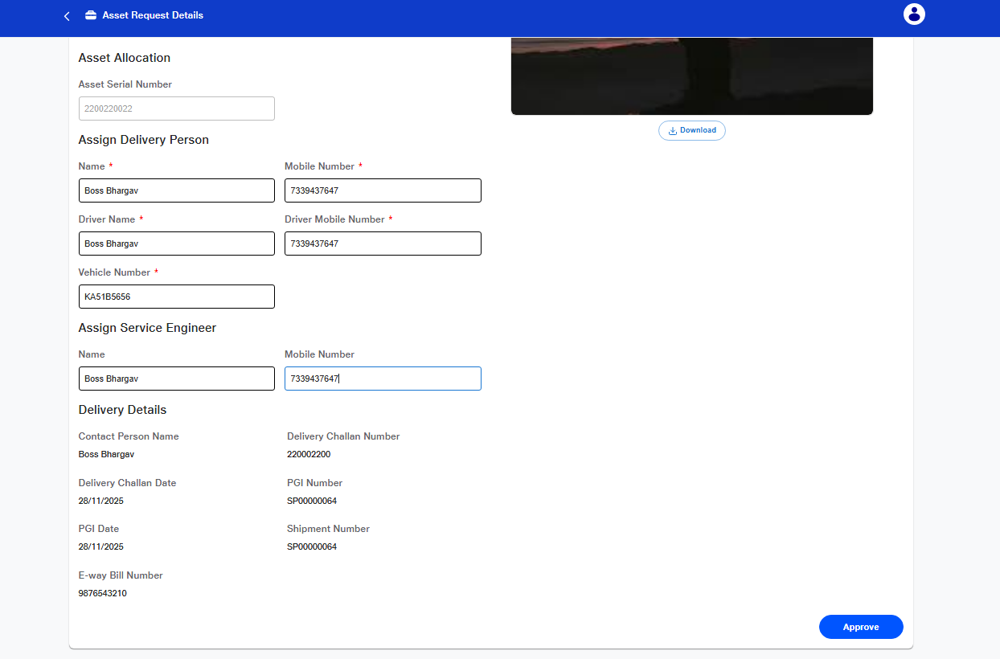 Asset Request Details
Asset Allocation
Asset Serial Number
2200220022
Download
Assign Delivery Person
Name * Mobile Number *
Boss Bhargav 7339437647
Driver Name * Driver Mobile Number *
Boss Bhargav 7339437647
Vehicle Number *
KA51B5656
Assign Service Engineer
Name Mobile Number
Boss Bhargav 7339437647
Delivery Details
Contact Person Name Delivery Challan Number
Boss Bhargav 220002200
Delivery Challan Date PGI Number
28/11/2025 SP00000064
PGI Date Shipment Number
28/11/2025 SP00000064
E-way Bill Number
9876543210
Approve